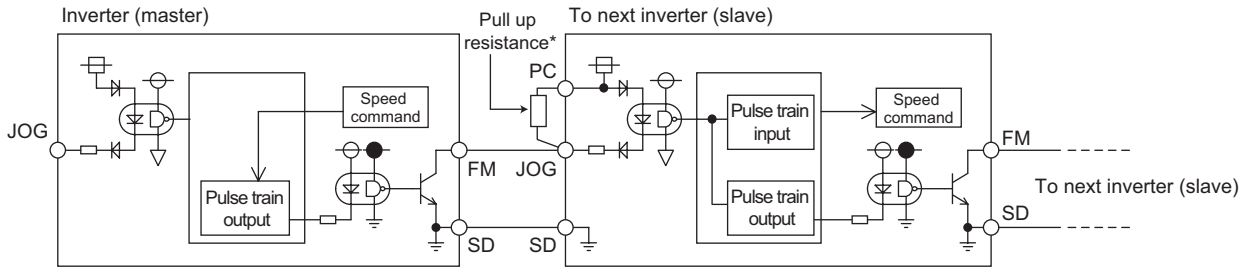 Inverter (master)
Pull up
resistance*
To next inverter (slave)
PC
JOG
Speed
command
Pulse train
output
FM
SD
JOG
SD
Pulse train
input
Speed
command
Pulse train
output
FM
SD
To next inverter (slave)